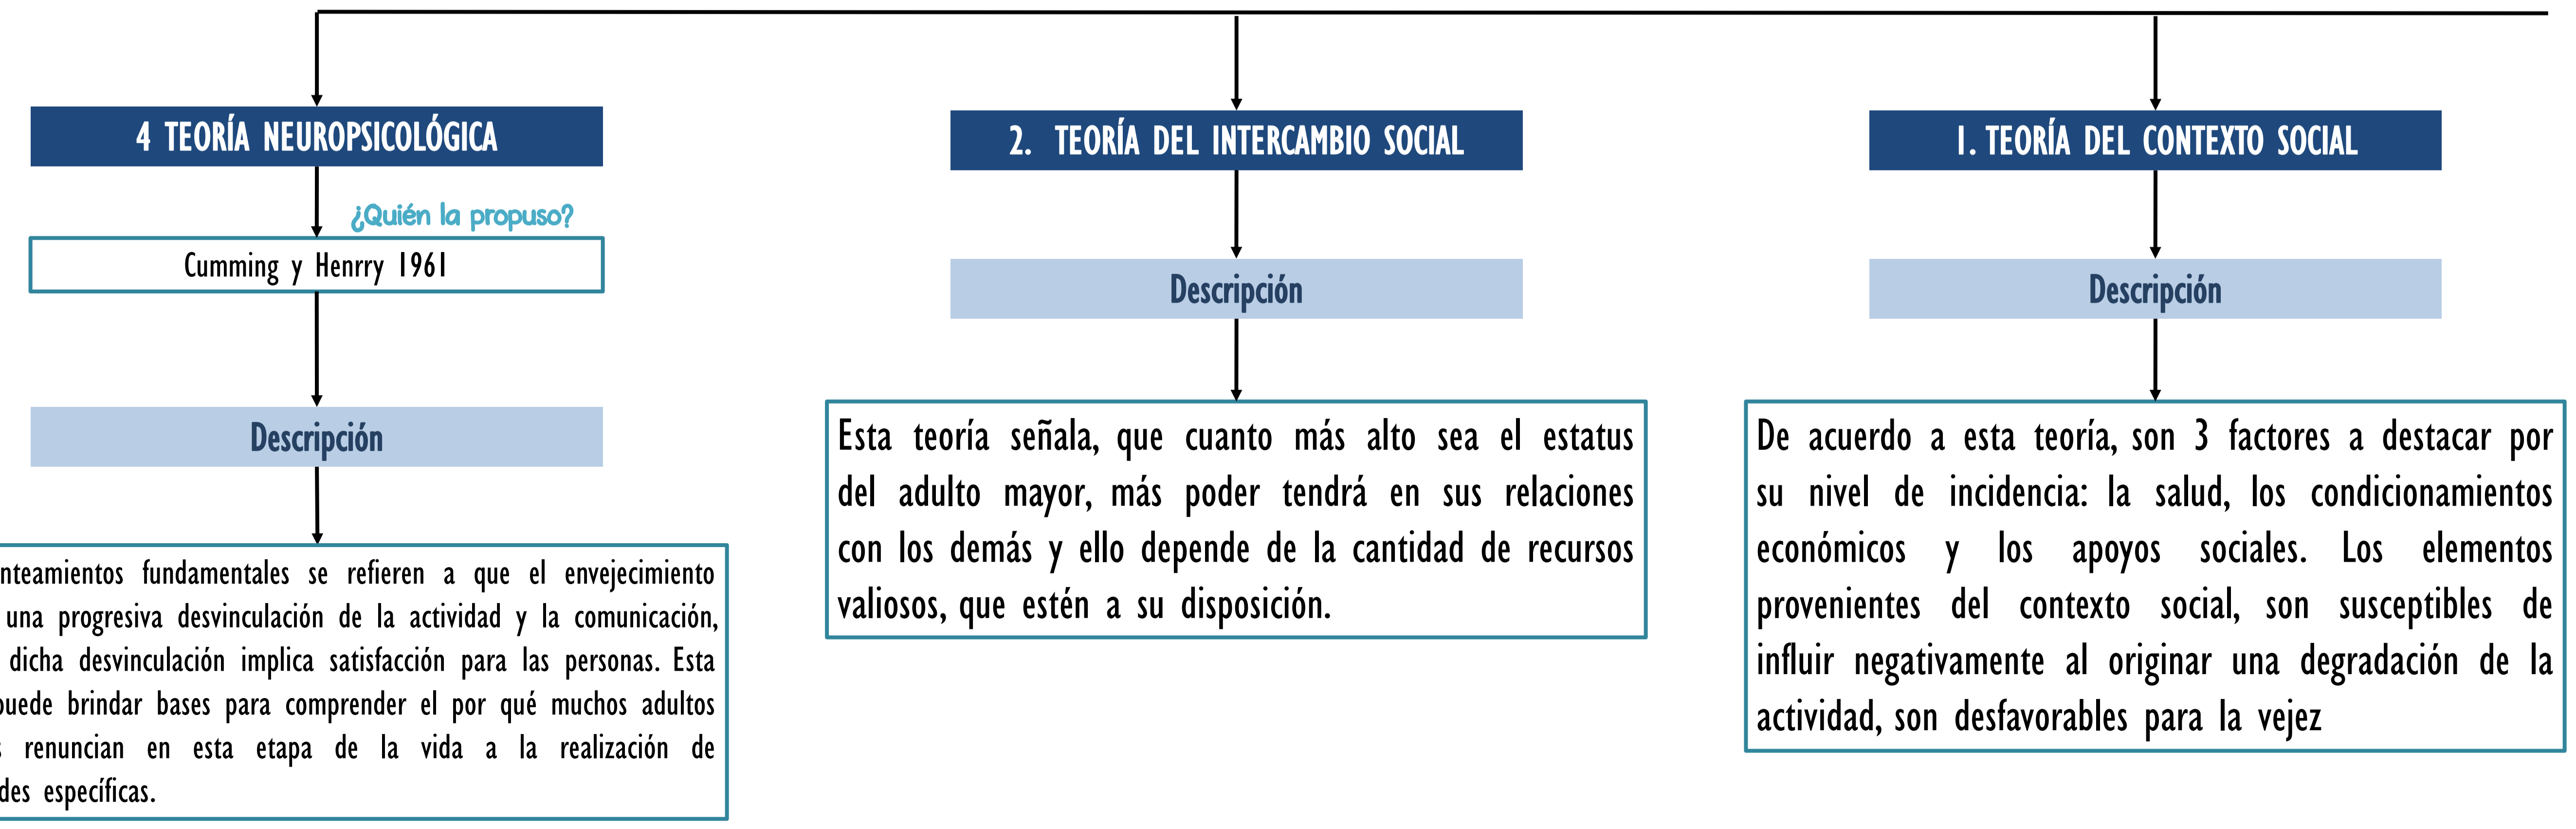 4 TEORÍA NEUROPSICOLÓGICA
¿Quién la propuso?
Cumming y Henrry 1961
Descripción
una progresiva desvinculación de la actividad y la comunicación,
nteamientos fundamentales se refieren a que el envejecimiento
dicha desvinculación implica satisfacción para las personas. Esta
puede brindar bases para comprender el por qué muchos adultos
renuncian en esta etapa de la vida a la realización de
des específicas.
2. TEORÍA DEL INTERCAMBIO SOCIAL
Descripción
Esta teoría señala, que cuanto más alto sea el estatus
del adulto mayor, más poder tendrá en sus relaciones
con los demás y ello depende de la cantidad de recursos
valiosos, que estén a su disposición.
1. TEORÍA DEL CONTEXTO SOCIAL
Descripción
De acuerdo a esta teoría, son 3 factores a destacar por
su nivel de incidencia: la salud, los condicionamientos
económicos y los apoyos sociales. Los elementos
provenientes del contexto social, son susceptibles de
influir negativamente al originar una degradación de la
actividad, son desfavorables para la vejez